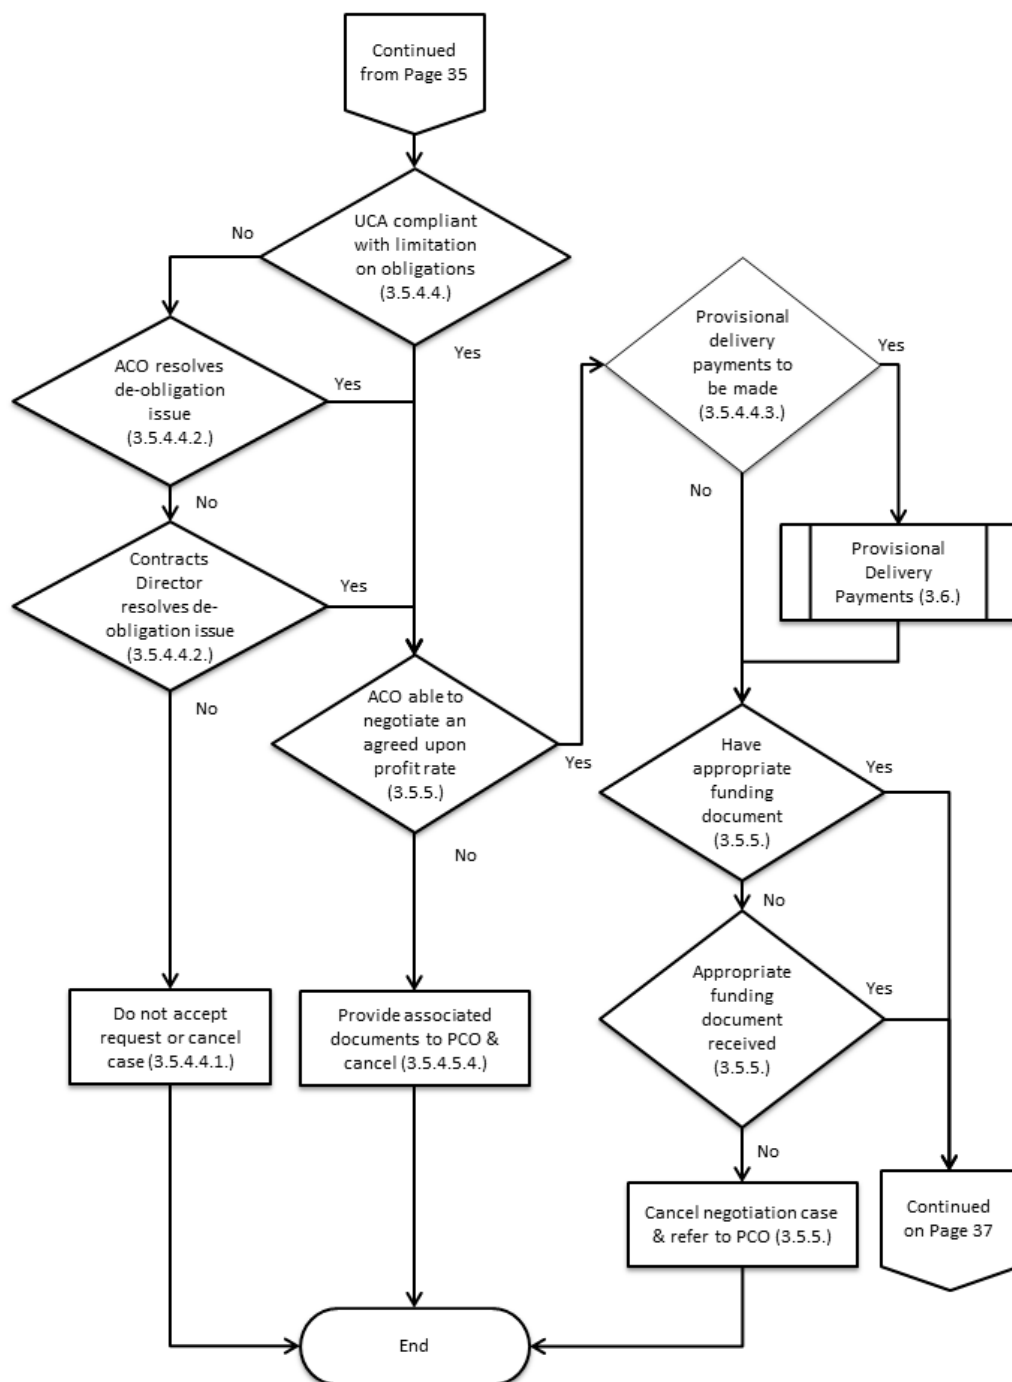 Continued
from Page 35
UCA compliant
with limitation
on obligations
(3.5.4.4.)
No
Yes
ACO resolves
de-obligation
issue
(3.5.4.4.2.)
Yes
No
Contracts
Director
resolves de-
obligation issue
(3.5.4.4.2.)
Yes
No
ACO able to
negotiate an
agreed upon
profit rate
(3.5.5.)
Yes
No
Provisional
delivery
payments to
be made
(3.5.4.4.3.)
Yes
No
Provisional
Delivery
Payments (3.6.)
Have
appropriate
funding
document
(3.5.5.)
Yes
No
Appropriate
funding
document
received
(3.5.5.)
Yes
No
Do not accept
request or cancel
case (3.5.4.4.1.)
Provide associated
documents to PCO &
cancel (3.5.4.5.4.)
Cancel negotiation case
& refer to PCO (3.5.5.)
Continued
on Page 37
End